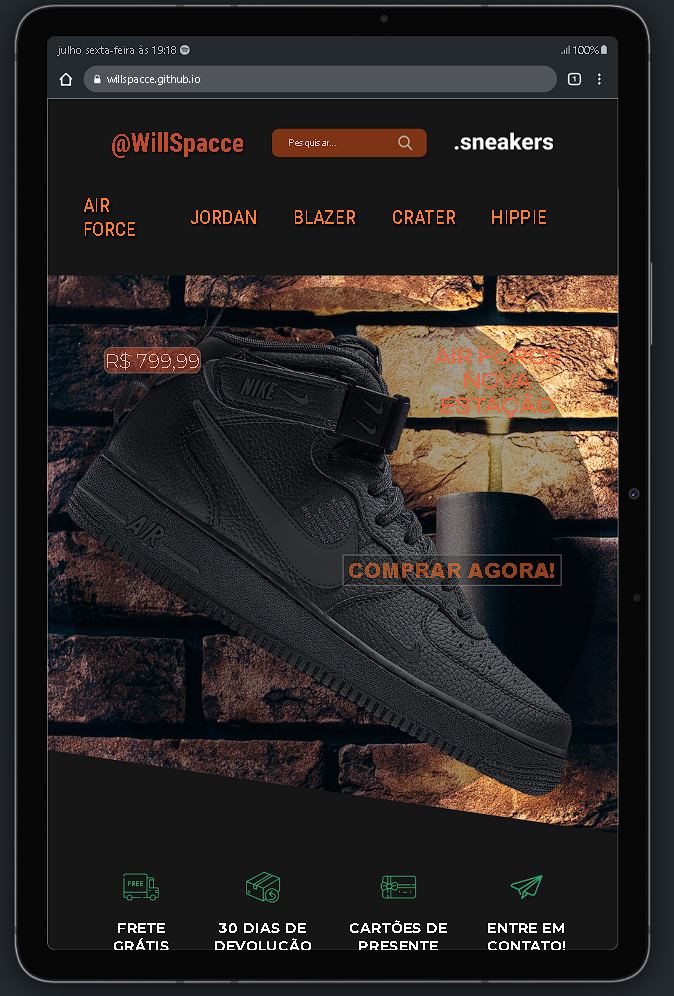 julho sexta-feira às 19:18
100%
willspacce.github.io
1
@WillSpacce
Pesquisar...
.sneakers
AIR
FORCE
JORDAN
BLAZER
CRATER
HIPPIE
R$ 799,99
AIR FORCE
NOVA
ESTAÇÃO
NIKE
AIR
COMPRAR AGORA!
FREE
FRETE
GRÁTIS
30 DIAS DE
DEVOLUÇÃO
CARTÕES DE
PRESENTE
ENTRE EM
CONTATO!